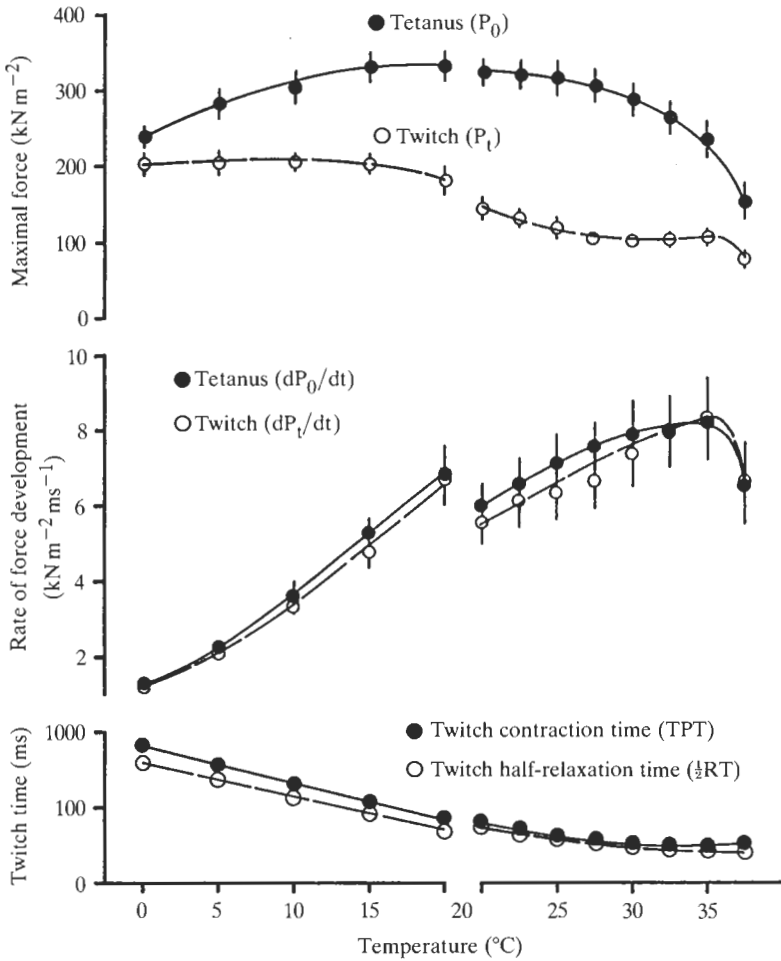 Tetanus (P₀)
Twitch (Pₜ)
Maximal force (kN m⁻²)
400
300
200
100
0
Tetanus (dP₀/dt)
Twitch (dPₜ/dt)
Rate of force development
(kN m⁻² ms⁻¹)
10
8
6
4
2
Twitch contraction time (TPT)
Twitch half-relaxation time (½RT)
Twitch time (ms)
1000
100
0
0 5 10 15 20 20 25 30 35
Temperature (°C)